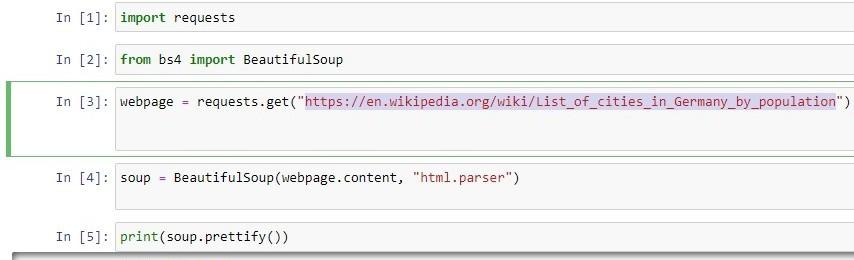 In [1]: import requests
In [2]: from bs4 import BeautifulSoup
In [3]: webpage = requests.get("https://en.wikipedia.org/wiki/List_of_cities_in_Germany_by_population")
In [4]: soup = BeautifulSoup(webpage.content, "html.parser")
In [5]: print(soup.prettify())